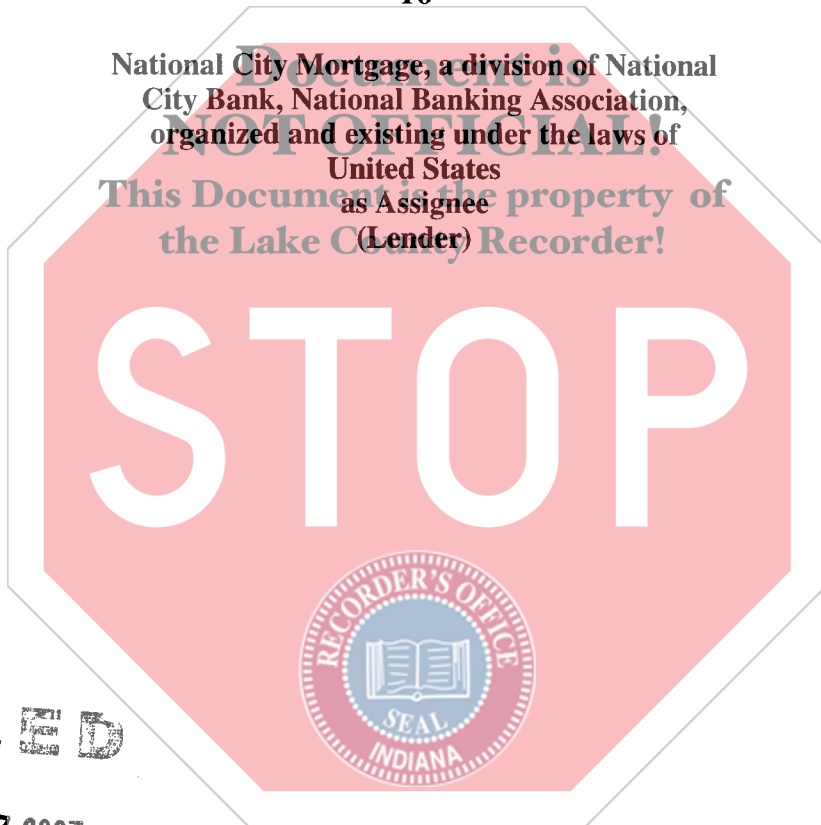 To
National City Mortgage, a division of National
City Bank, National Banking Association,
organized and existing under the laws of
United States
as Assignee
(Lender)
Document is
NOT OFFICIAL!
This Document is the property of
the Lake County Recorder!
STOP
RECORDER'S OFFICE
SEAL
INDIANA
ED